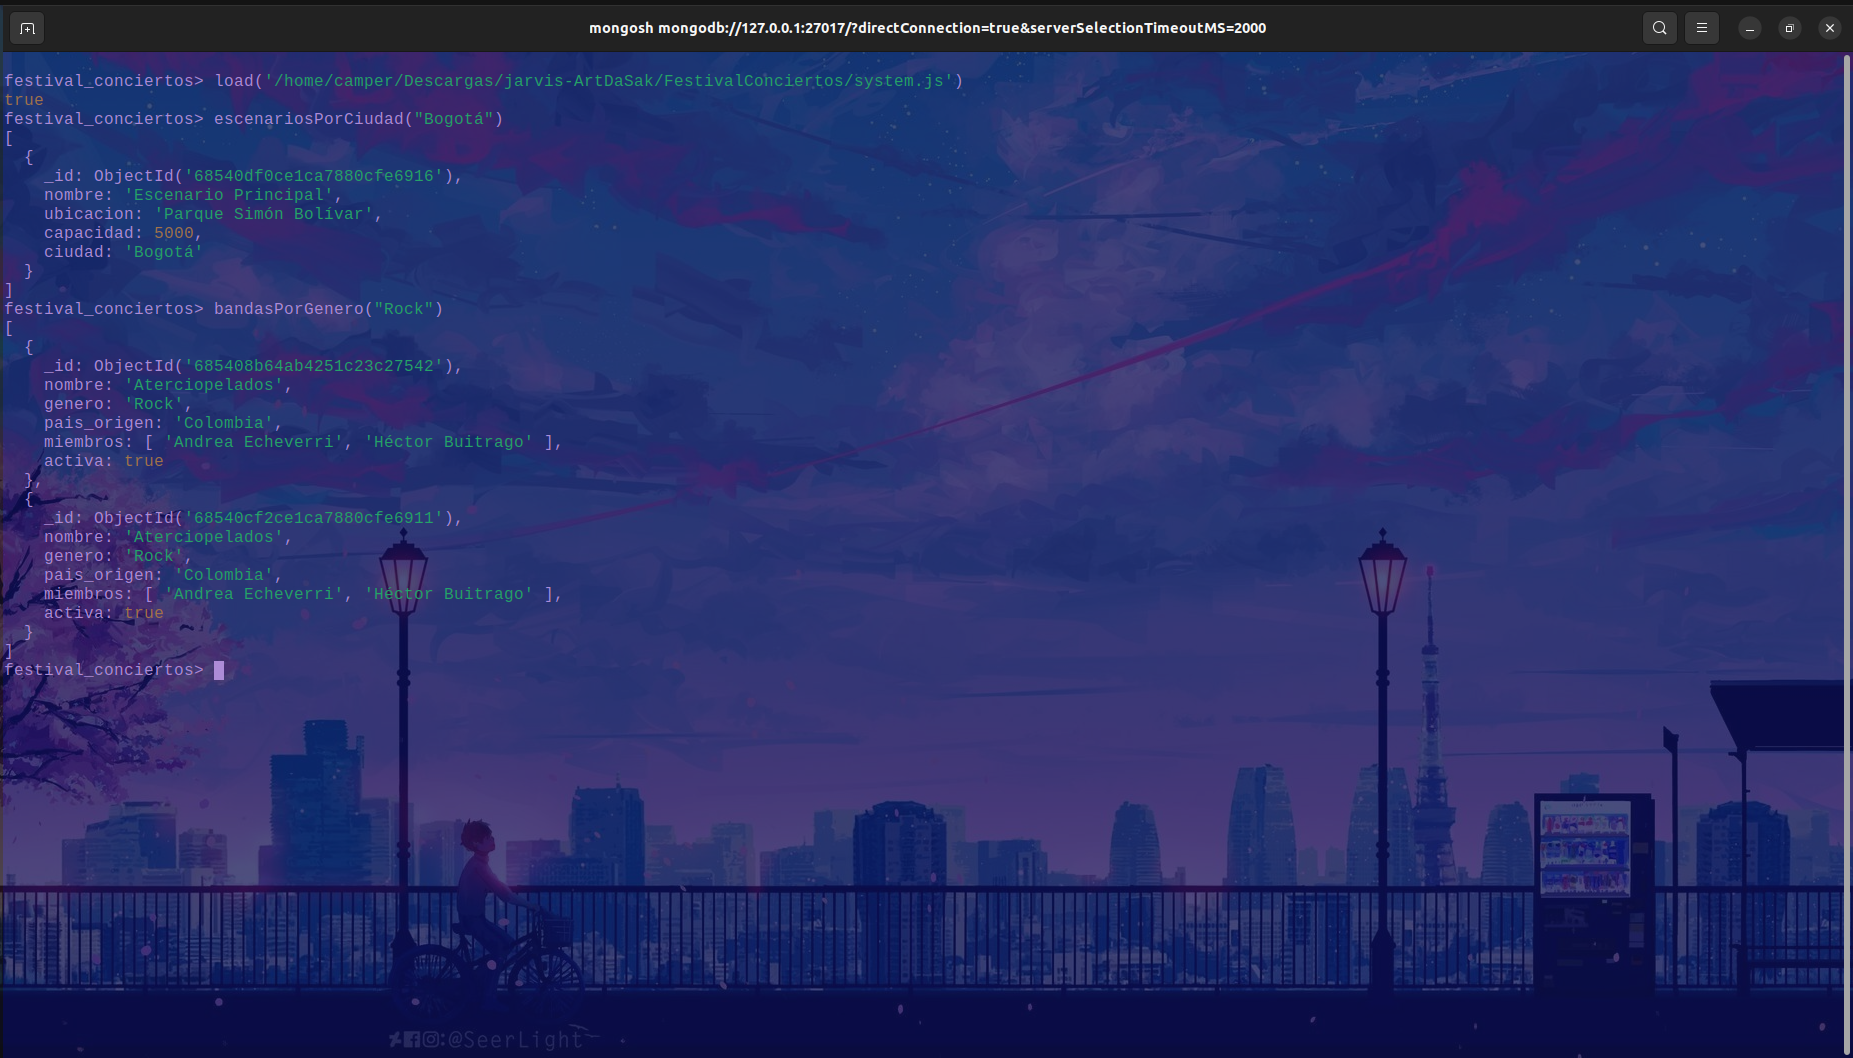 mongosh mongodb://127.0.0.1:27017/?directConnection=true&serverSelectionTimeoutMS=2000
festival_conciertos> load('/home/camper/Descargas/jarvis-ArtDaSak/FestivalConciertos/system.js')
true
festival_conciertos> escenariosPorCiudad("Bogotá")
[
  {
    _id: ObjectId('68540df0ce1ca7880cfe6916'),
    nombre: 'Escenario Principal',
    ubicacion: 'Parque Simón Bolívar',
    capacidad: 5000,
    ciudad: 'Bogotá'
  }
]
festival_conciertos> bandasPorGenero("Rock")
[
  {
    _id: ObjectId('685408b64ab4251c23c27542'),
    nombre: 'Aterciopelados',
    genero: 'Rock',
    pais_origen: 'Colombia',
    miembros: [ 'Andrea Echeverri', 'Héctor Buitrago' ],
    activa: true
  },
  {
    _id: ObjectId('68540cf2ce1ca7880cfe6911'),
    nombre: 'Aterciopelados',
    genero: 'Rock',
    pais_origen: 'Colombia',
    miembros: [ 'Andrea Echeverri', 'Héctor Buitrago' ],
    activa: true
  }
]
festival_conciertos>
:@SeerLight